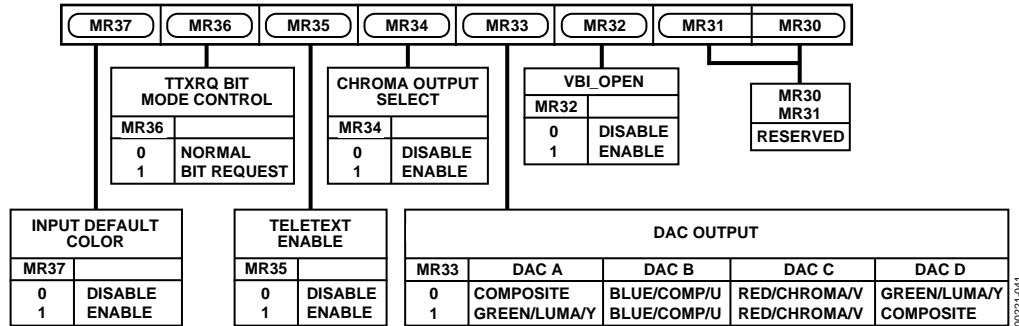 MR37 MR36 MR35 MR34 MR33 MR32 MR31 MR30
TTXRQ BIT
MODE CONTROL
MR36
0 NORMAL
1 BIT REQUEST
CHROMA OUTPUT
SELECT
MR34
0 DISABLE
1 ENABLE
VBI_OPEN
MR32
0 DISABLE
1 ENABLE
MR30
MR31
RESERVED
INPUT DEFAULT
COLOR
MR37
0 DISABLE
1 ENABLE
TELETEXT
ENABLE
MR35
0 DISABLE
1 ENABLE
DAC OUTPUT
MR33 DAC A DAC B DAC C DAC D
0 COMPOSITE BLUE/COMP/U RED/CHROMA/V GREEN/LUMA/Y
1 GREEN/LUMA/Y BLUE/COMP/U RED/CHROMA/V COMPOSITE
00221-041